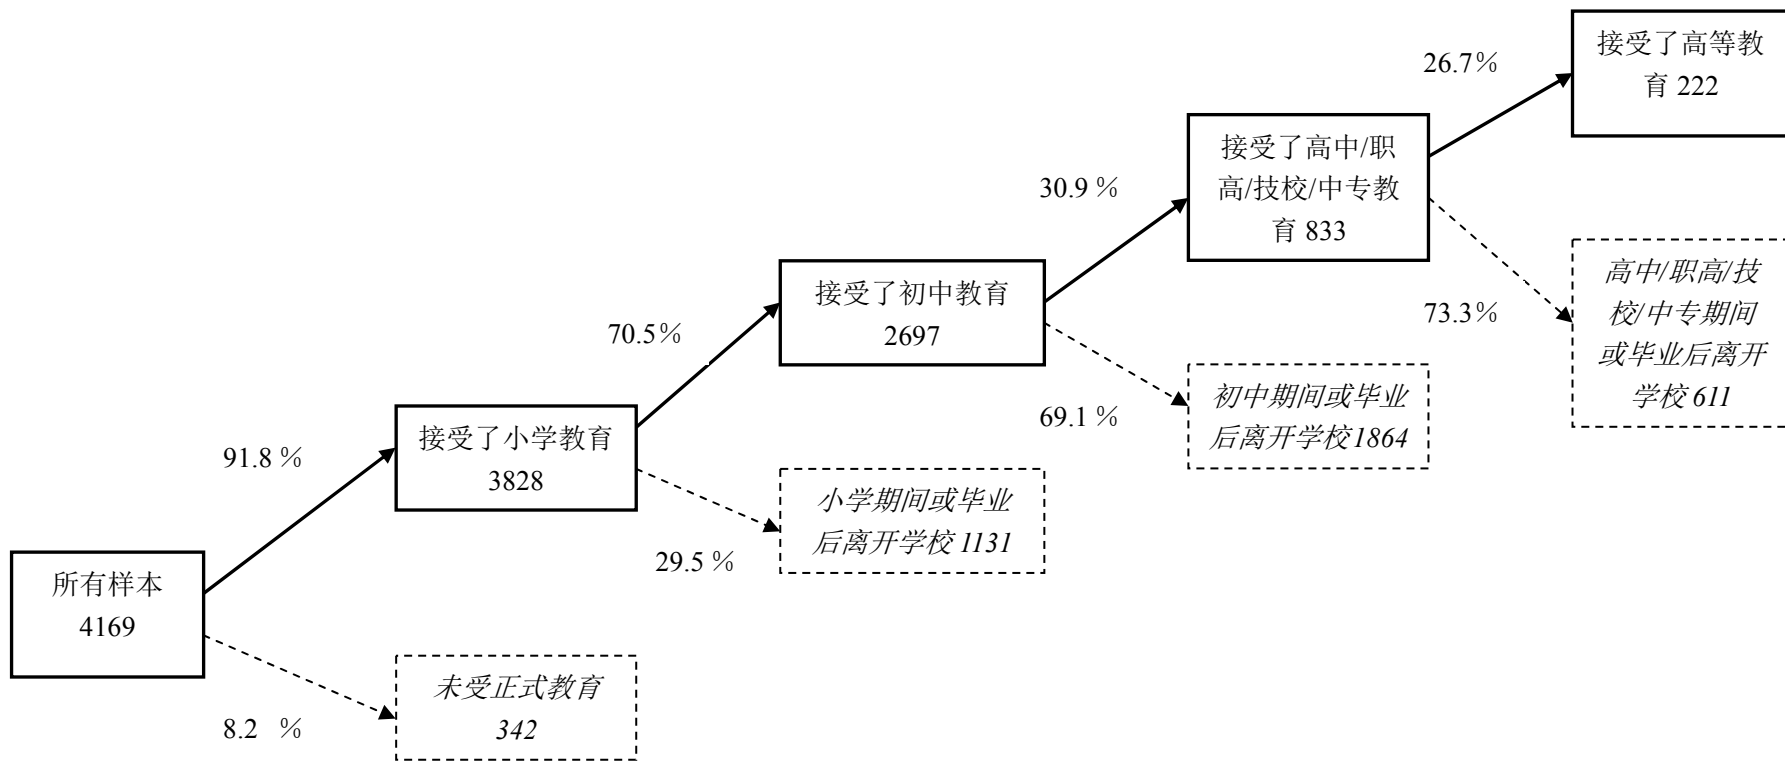 接受了高等教
育 222
26.7%
接受了高中/职
高/技校/中专教
育 833
30.9 %
高中/职高/技
校/中专期间
或毕业后离开
学校 611
73.3%
接受了初中教育
2697
70.5%
初中期间或毕业
后离开学校1864
69.1 %
接受了小学教育
3828
91.8 %
小学期间或毕业
后离开学校 1131
29.5 %
所有样本
4169
未受正式教育
342
8.2 %